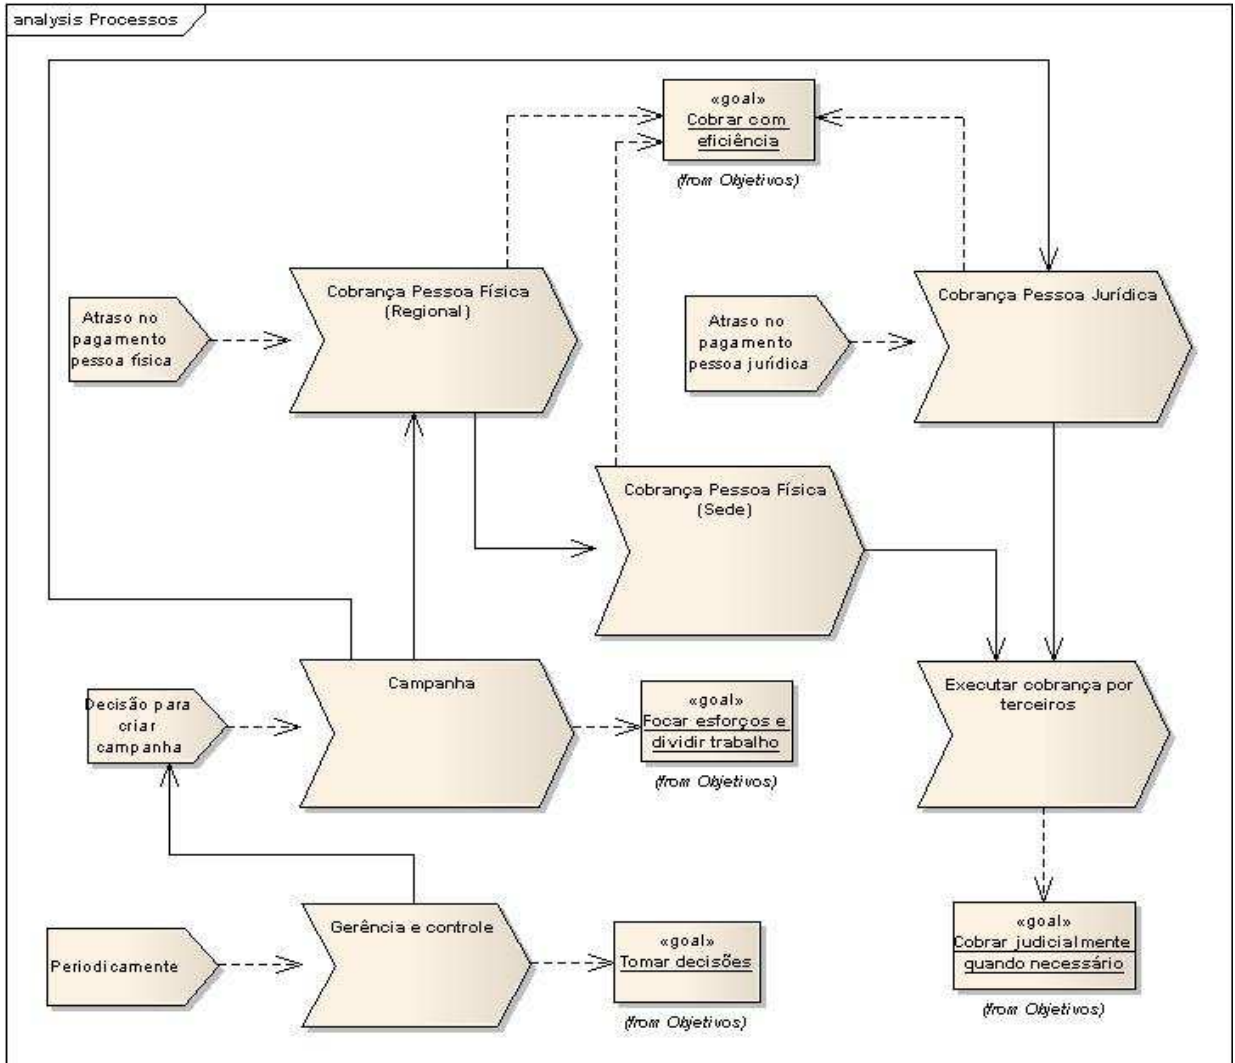 analysis Processos
«goal»
Cobrar com
eficiência
(from Objetivos)
Cobrança Pessoa Física
(Regional)
Atraso no
pagamento
pessoa física
Atraso no
pagamento
pessoa jurídica
Cobrança Pessoa Jurídica
Cobrança Pessoa Física
(Sede)
Campanha
Decisão para
criar
campanha
«goal»
Focar esforços e
dividir trabalho
(from Objetivos)
Executar cobrança por
terceiros
Gerência e controle
Periodicamente
«goal»
Tomar decisões
(from Objetivos)
«goal»
Cobrar judicialmente
quando necessário
(from Objetivos)